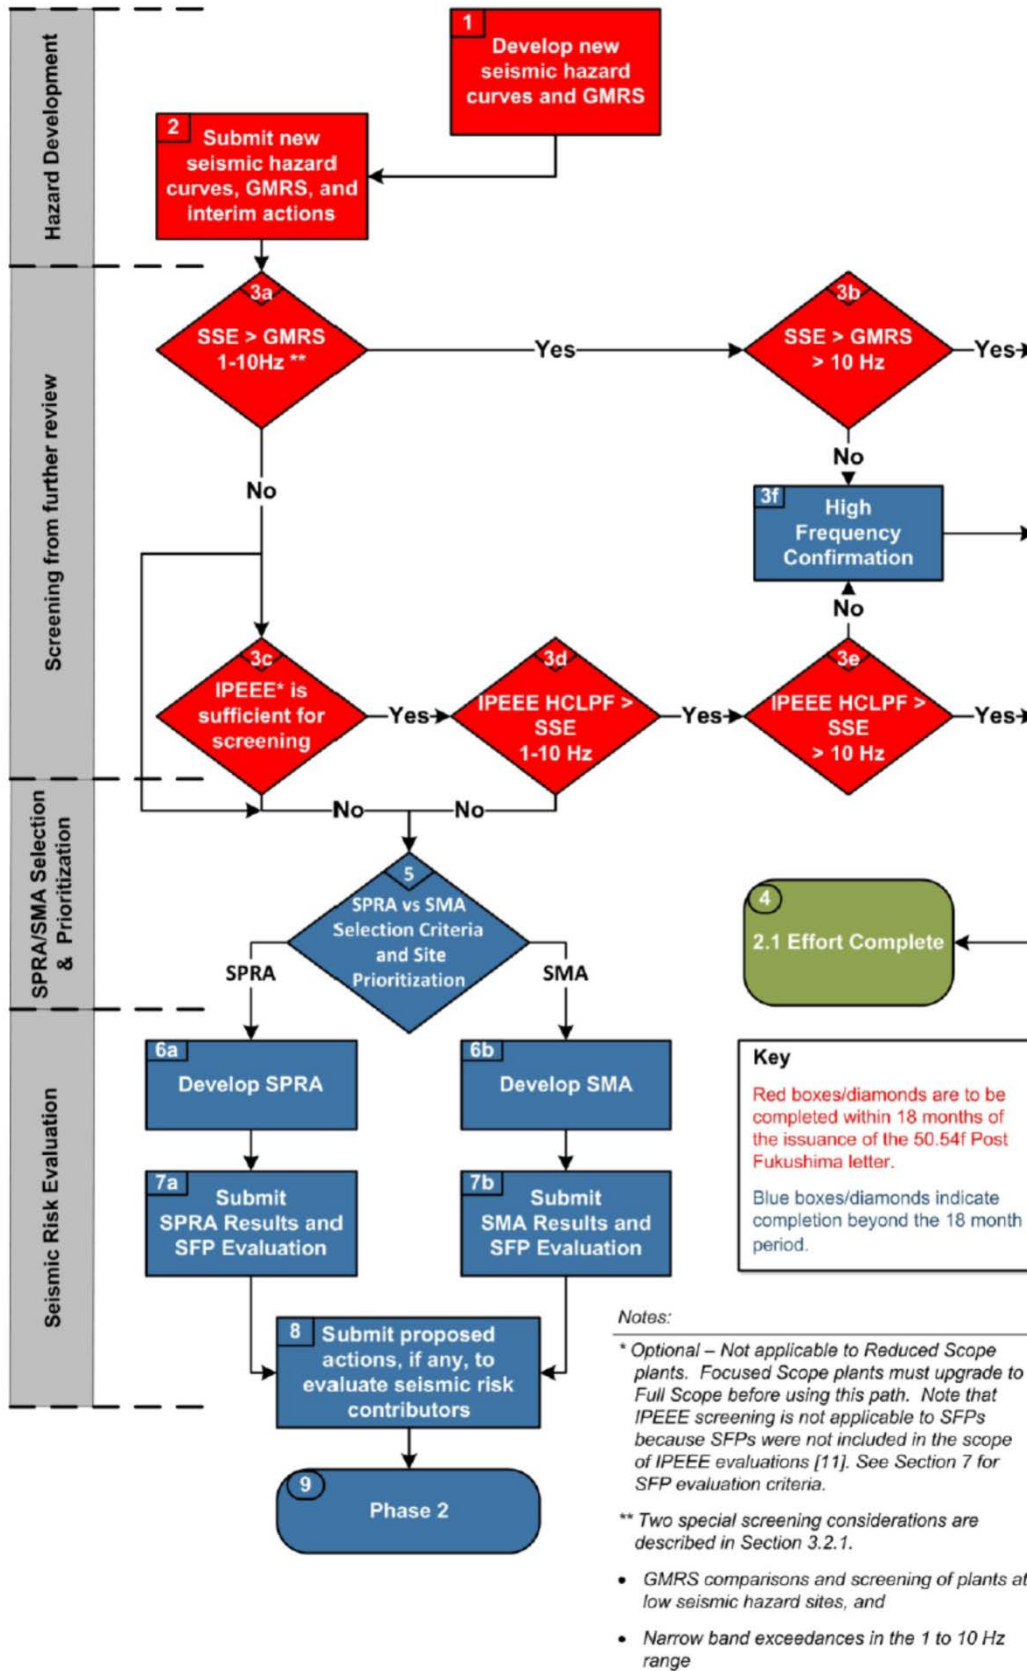 Hazard Development
1
Develop new
seismic hazard
curves and GMRS
2
Submit new
seismic hazard
curves, GMRS, and
interim actions
Screening from further review
3a
SSE > GMRS
1-10Hz **
Yes
3b
SSE > GMRS
> 10 Hz
Yes
No
No
3f
High
Frequency
Confirmation
No
3c
IPEEE* is
sufficient for
screening
Yes
3d
IPEEE HCLPF >
SSE
1-10 Hz
Yes
3e
IPEEE HCLPF >
SSE
> 10 Hz
Yes
No
No
SPRA/SMA Selection
& Prioritization
5
SPRA vs SMA
Selection Criteria
and Site
Prioritization
SPRA
SMA
4
2.1 Effort Complete
Seismic Risk Evaluation
6a
Develop SPRA
6b
Develop SMA
7a
Submit
SPRA Results and
SFP Evaluation
7b
Submit
SMA Results and
SFP Evaluation
8
Submit proposed
actions, if any, to
evaluate seismic risk
contributors
9
Phase 2
Key
Red boxes/diamonds are to be
completed within 18 months of
the issuance of the 50.54f Post
Fukushima letter.
Blue boxes/diamonds indicate
completion beyond the 18 month
period.
Notes:
* Optional – Not applicable to Reduced Scope
plants. Focused Scope plants must upgrade to
Full Scope before using this path. Note that
IPEEE screening is not applicable to SFPs
because SFPs were not included in the scope
of IPEEE evaluations [11]. See Section 7 for
SFP evaluation criteria.
** Two special screening considerations are
described in Section 3.2.1.
• GMRS comparisons and screening of plants at
low seismic hazard sites, and
• Narrow band exceedances in the 1 to 10 Hz
range